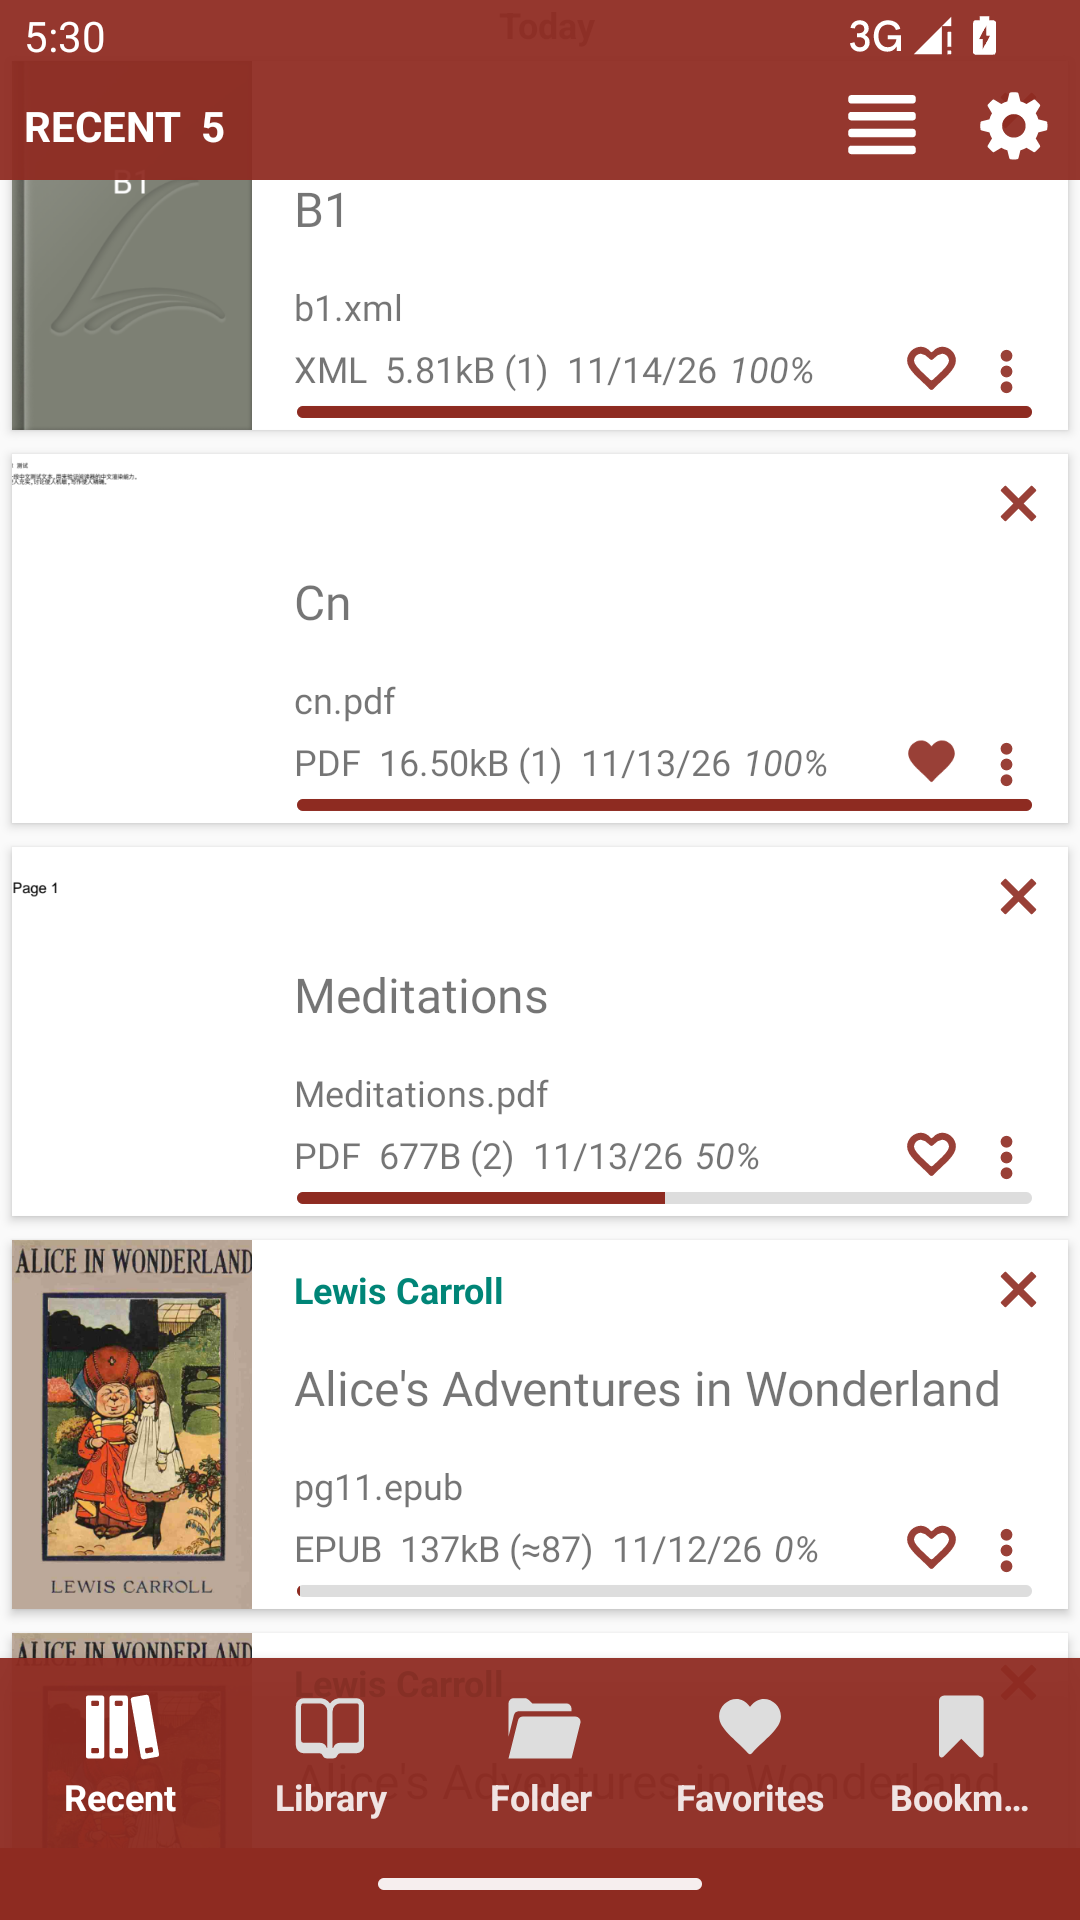 Today
5:30
3G
RECENT 5
B1
B1
b1.xml
XML 5.81kB (1) 11/14/26 100%
Cn
cn.pdf
PDF 16.50kB (1) 11/13/26 100%
Page 1
Meditations
Meditations.pdf
PDF 677B (2) 11/13/26 50%
ALICE IN WONDERLAND
LEWIS CARROLL
Lewis Carroll
Alice's Adventures in Wonderland
pg11.epub
EPUB 137kB (≈87) 11/12/26 0%
ALICE IN WONDERLAND
Lewis Carroll
Alice's Adventures in Wonderland
Recent
Library
Folder
Favorites
Bookm...